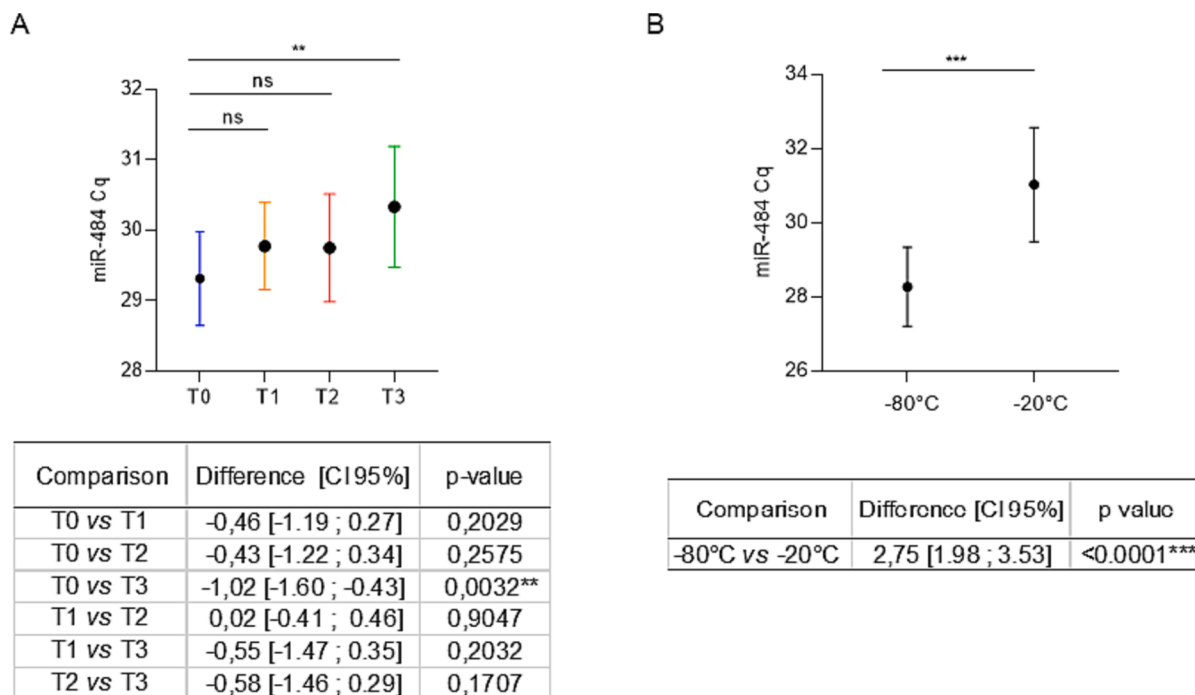 A
**
ns
ns
32
31
30
29
28
miR-484 Cq
T0 T1 T2 T3
Comparison Difference [CI95%] p-value
T0 vs T1 -0,46 [-1.19 ; 0.27] 0,2029
T0 vs T2 -0,43 [-1.22 ; 0.34] 0,2575
T0 vs T3 -1,02 [-1.60 ; -0.43] 0,0032**
T1 vs T2 0,02 [-0.41 ; 0.46] 0,9047
T1 vs T3 -0,55 [-1.47 ; 0.35] 0,2032
T2 vs T3 -0,58 [-1.46 ; 0.29] 0,1707
B
***
34
32
30
28
26
miR-484 Cq
-80°C -20°C
Comparison Difference [CI95%] p value
-80°C vs -20°C 2,75 [1.98 ; 3.53] <0.0001***